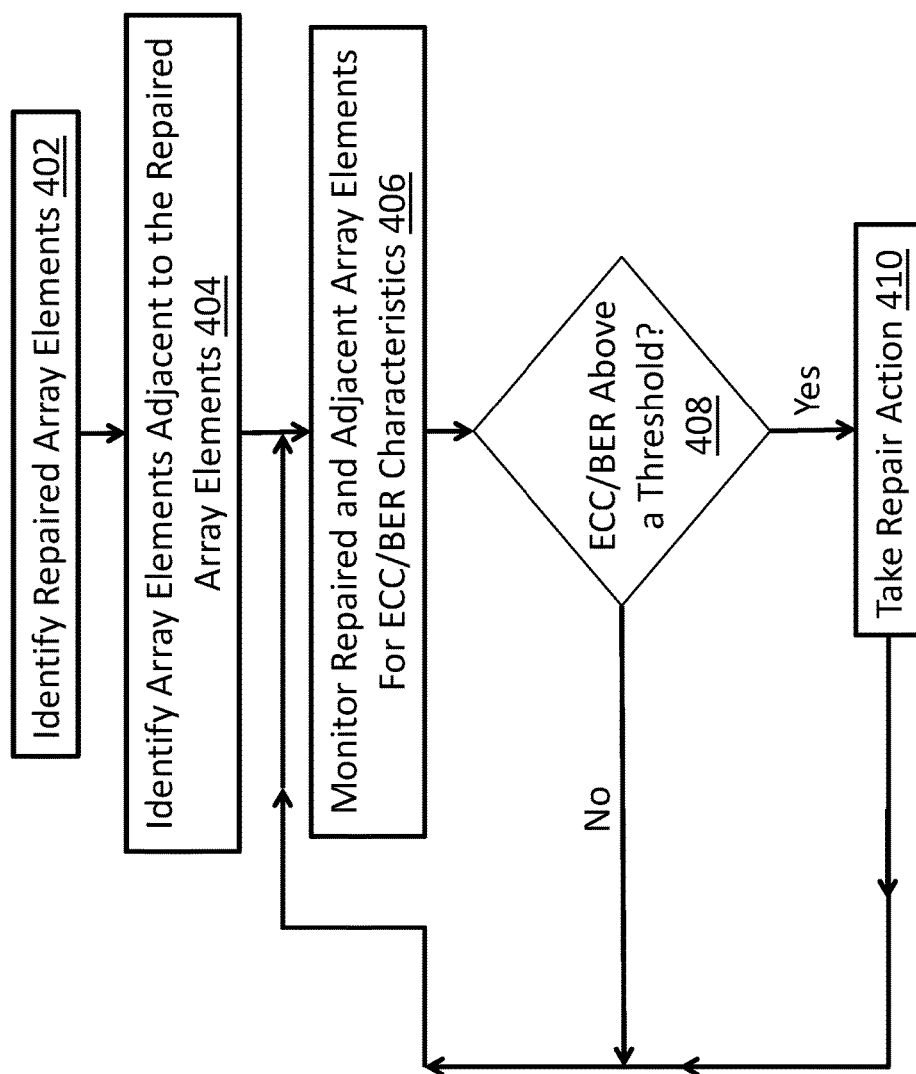 Identify Repaired Array Elements 402
Identify Array Elements Adjacent to the Repaired
Array Elements 404
Monitor Repaired and Adjacent Array Elements
For ECC/BER Characteristics 406
ECC/BER Above
a Threshold?
408
No
Yes
Take Repair Action 410